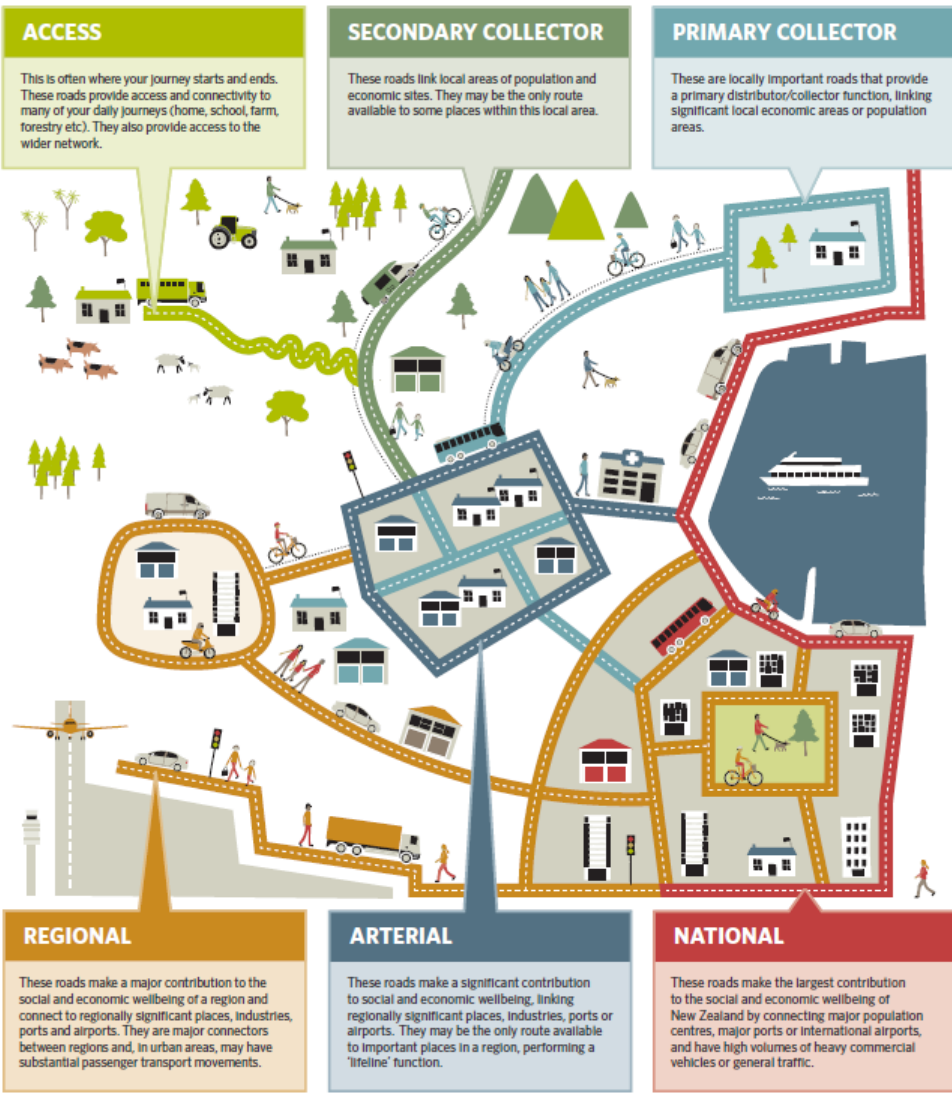 ACCESS
This is often where your journey starts and ends.
These roads provide access and connectivity to
many of your daily journeys (home, school, farm,
forestry etc). They also provide access to the
wider network.
SECONDARY COLLECTOR
These roads link local areas of population and
economic sites. They may be the only route
available to some places within this local area.
PRIMARY COLLECTOR
These are locally important roads that provide
a primary distributor/collector function, linking
significant local economic areas or population
areas.
REGIONAL
These roads make a major contribution to the
social and economic wellbeing of a region and
connect to regionally significant places, industries,
ports and airports. They are major connectors
between regions and, in urban areas, may have
substantial passenger transport movements.
ARTERIAL
These roads make a significant contribution
to social and economic wellbeing, linking
regionally significant places, industries, ports or
airports. They may be the only route available
to important places in a region, performing a
'lifeline' function.
NATIONAL
These roads make the largest contribution
to the social and economic wellbeing of
New Zealand by connecting major population
centres, major ports or international airports,
and have high volumes of heavy commercial
vehicles or general traffic.